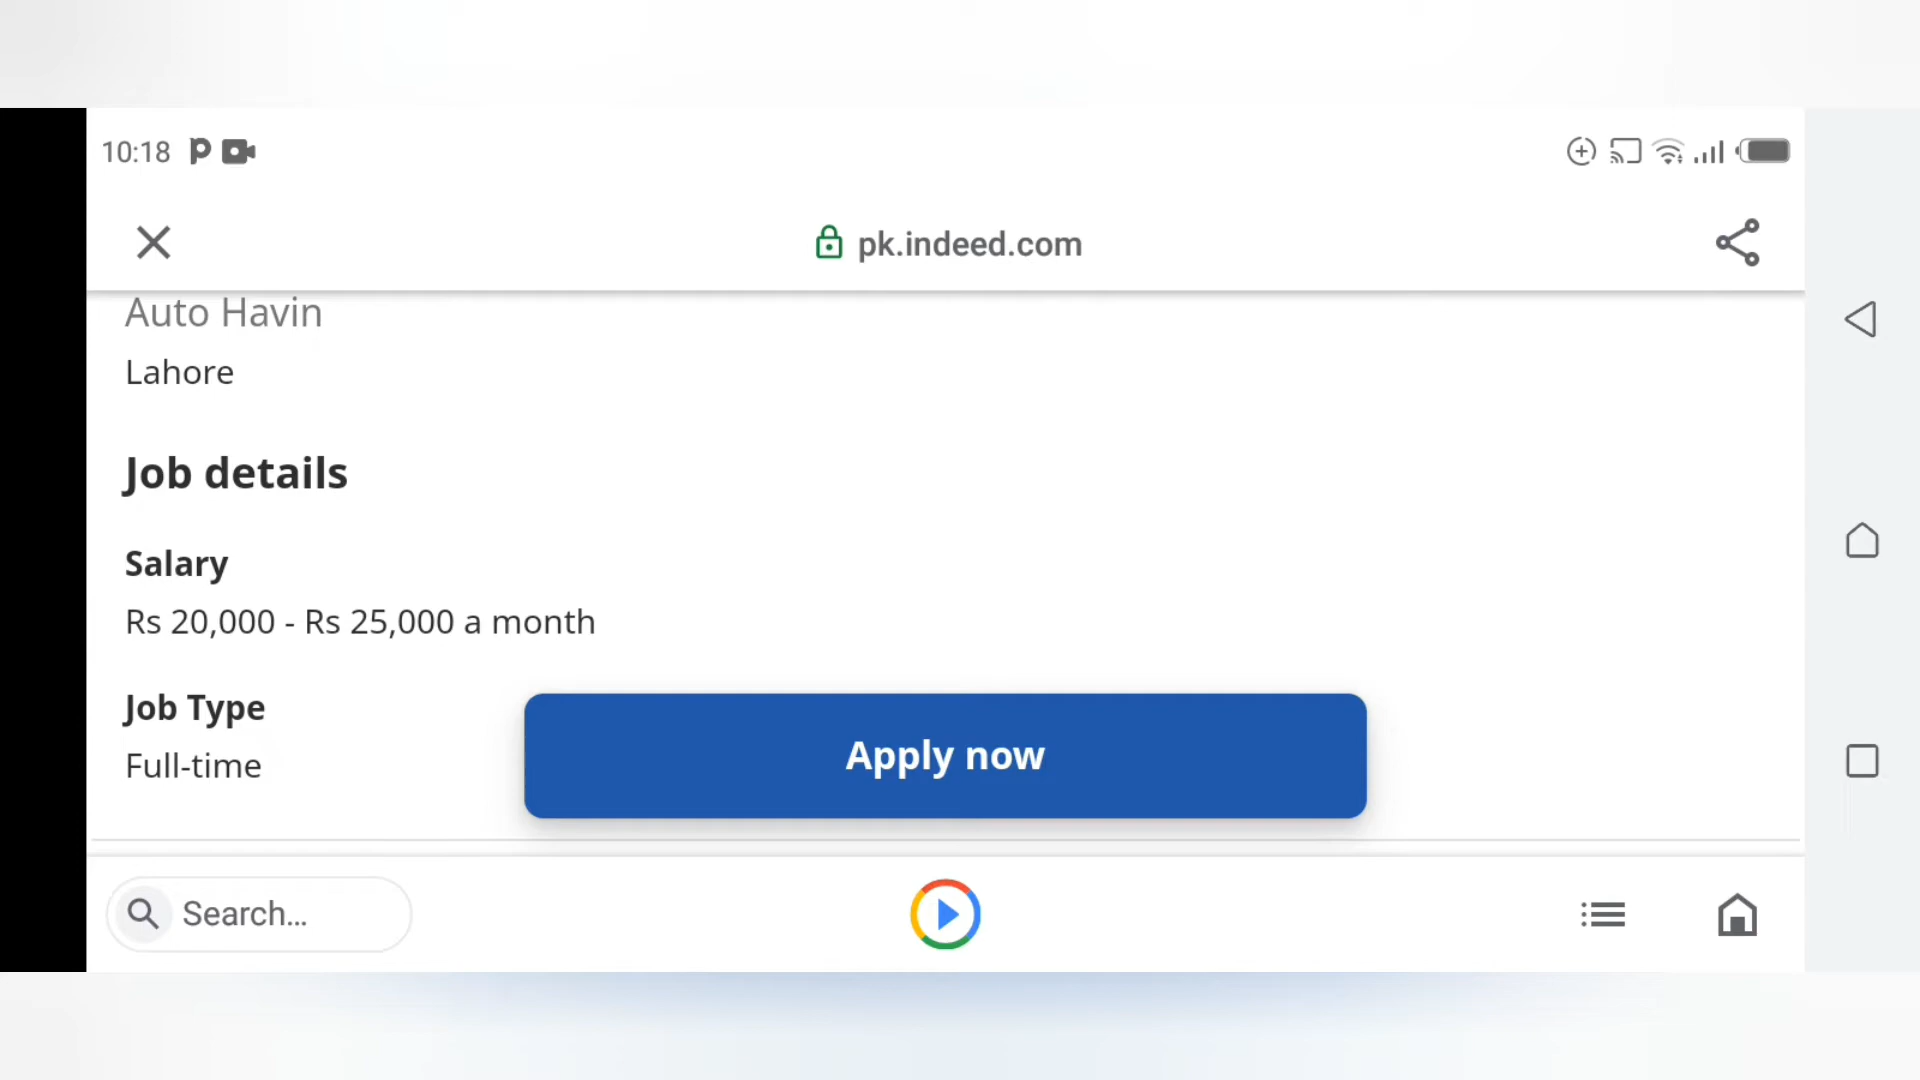 10:18
pk.indeed.com
Auto Havin
Lahore
Job details
Salary
Rs 20,000 - Rs 25,000 a month
Job Type
Full-time
Apply now
Search...